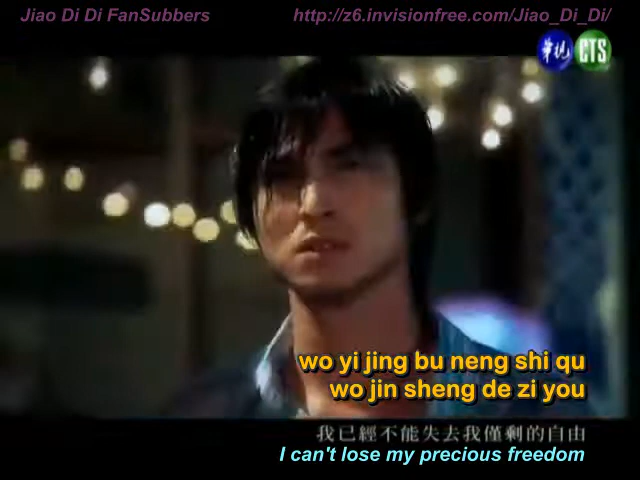 Jiao Di Di FanSubbers
http://z6.invisionfree.com/Jiao_Di_Di/
華視 CTS
wo yi jing bu neng shi qu
wo jin sheng de zi you
我已經不能失去我僅剩的自由
I can't lose my precious freedom